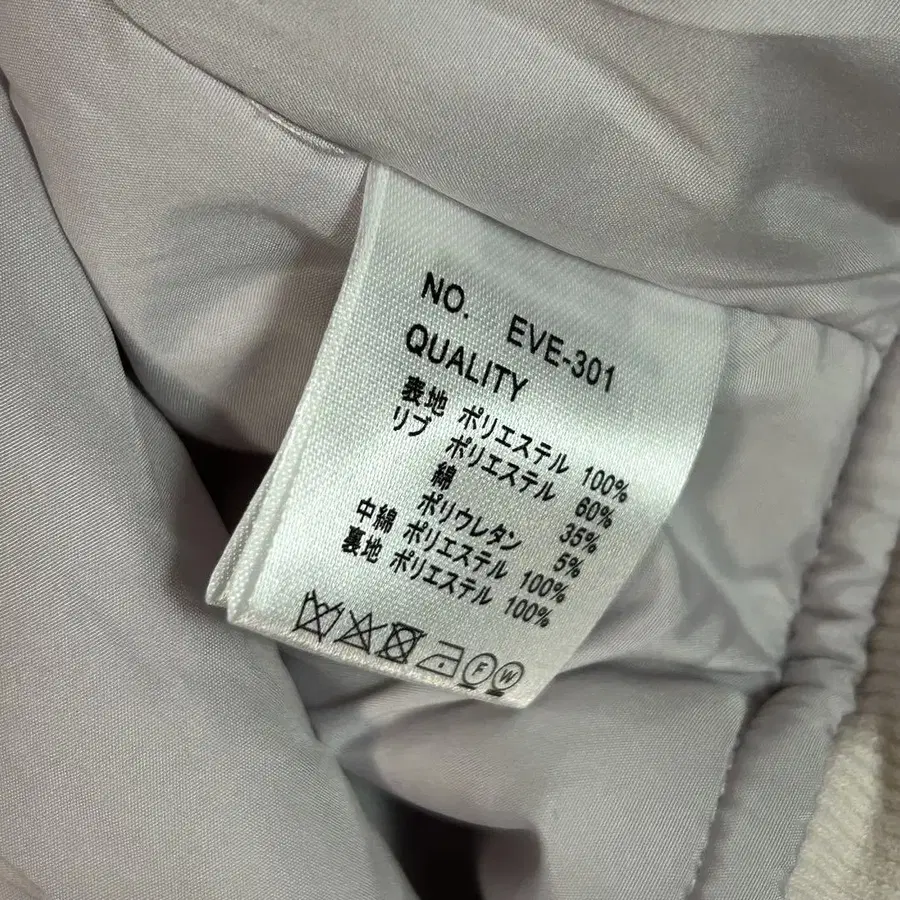 NO. EVE-301
QUALITY
表地 ポリエステル 100%
リブ ポリエステル 60%
綿 35%
ポリウレタン 5%
中綿 ポリエステル 100%
裏地 ポリエステル 100%
F W